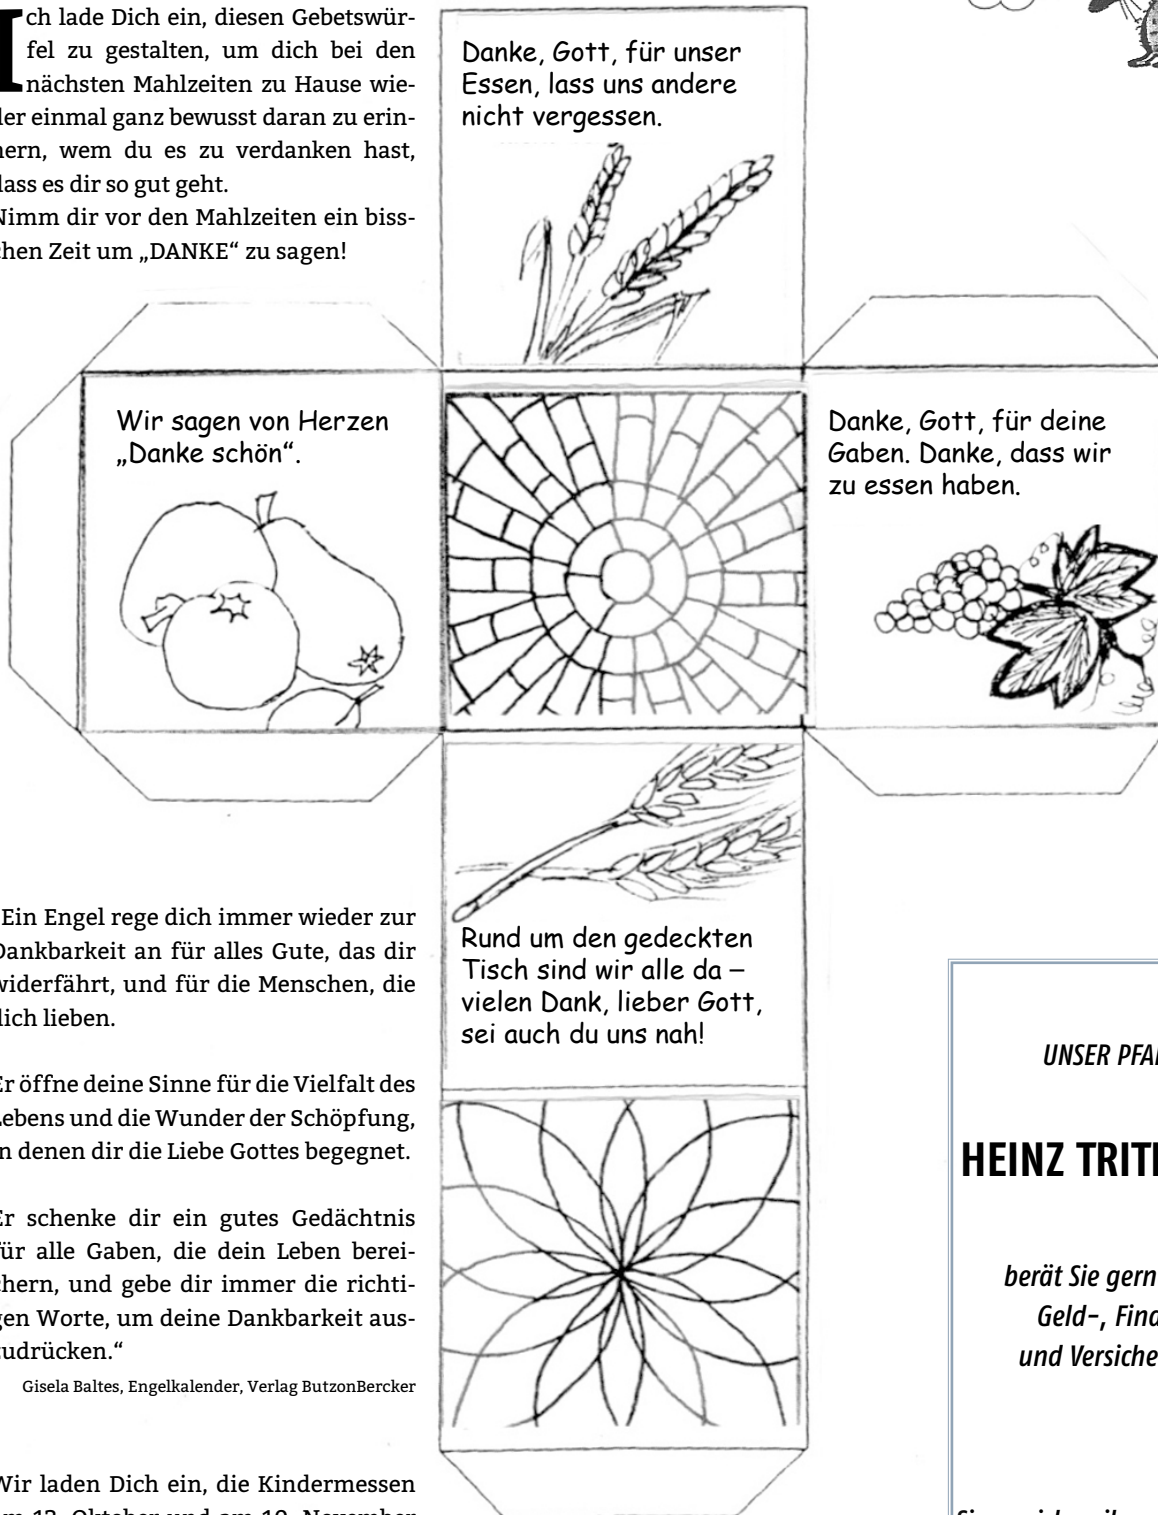 Ich lade Dich ein, diesen Gebetswür-
fel zu gestalten, um dich bei den
nächsten Mahlzeiten zu Hause wie-
der einmal ganz bewusst daran zu erin-
nern, wem du es zu verdanken hast,
dass es dir so gut geht.
Nimm dir vor den Mahlzeiten ein biss-
chen Zeit um „DANKE“ zu sagen!
Danke, Gott, für unser
Essen, lass uns andere
nicht vergessen.
Wir sagen von Herzen
„Danke schön“.
Danke, Gott, für deine
Gaben. Danke, dass wir
zu essen haben.
Rund um den gedeckten
Tisch sind wir alle da –
vielen Dank, lieber Gott,
sei auch du uns nah!
Ein Engel rege dich immer wieder zur
Dankbarkeit an für alles Gute, das dir
widerfährt, und für die Menschen, die
dich lieben.
Er öffne deine Sinne für die Vielfalt des
Lebens und die Wunder der Schöpfung,
in denen dir die Liebe Gottes begegnet.
Er schenke dir ein gutes Gedächtnis
für alle Gaben, die dein Leben berei-
chern, und gebe dir immer die richti-
gen Worte, um deine Dankbarkeit aus-
zudrücken.“
Gisela Baltes, Engelkalender, Verlag ButzonBercker
Wir laden Dich ein, die Kindermessen
UNSER PFA
HEINZ TRIT
berät Sie gern
Geld-, Fina
und Versiche